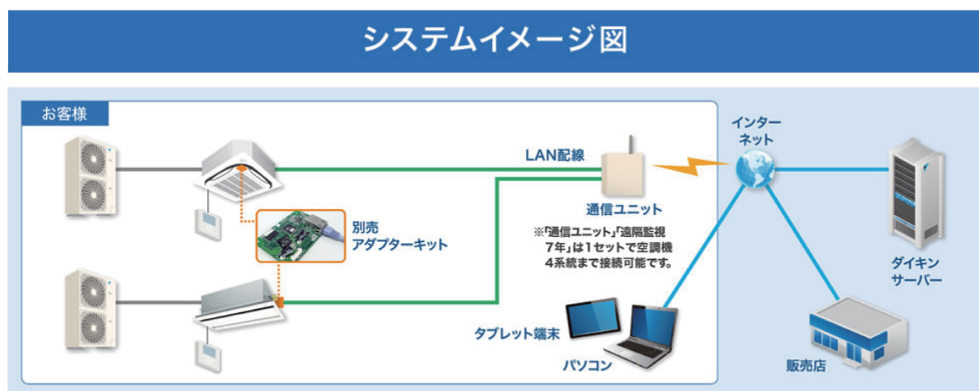 システムイメージ図
お客様
インター
ネット
LAN配線
通信ユニット
別売
アダプターキット
※「通信ユニット」「遠隔監視
7年」は1セットで空調機
4系統まで接続可能です。
ダイキン
サーバー
タブレット端末
パソコン
販売店